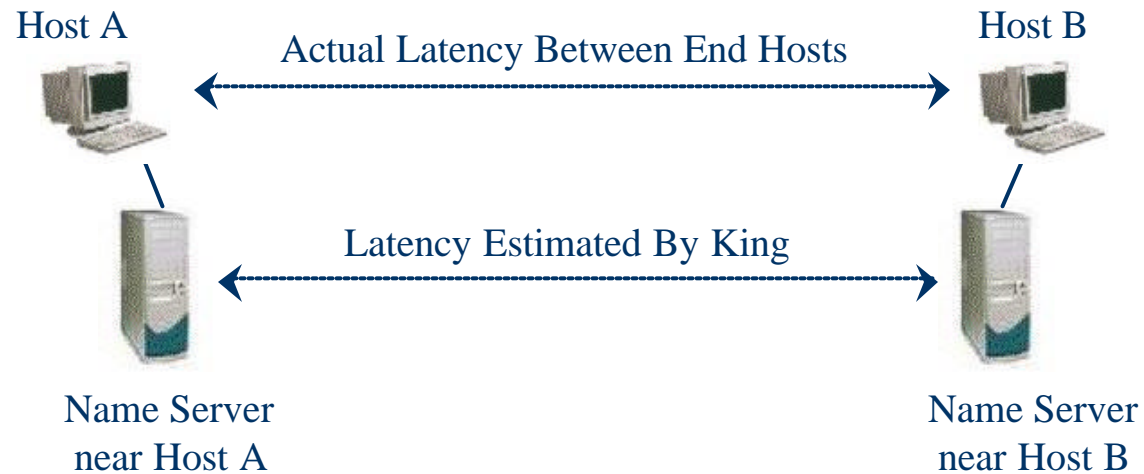 Host A
Host B
Actual Latency Between End Hosts
Latency Estimated By King
Name Server
near Host A
Name Server
near Host B